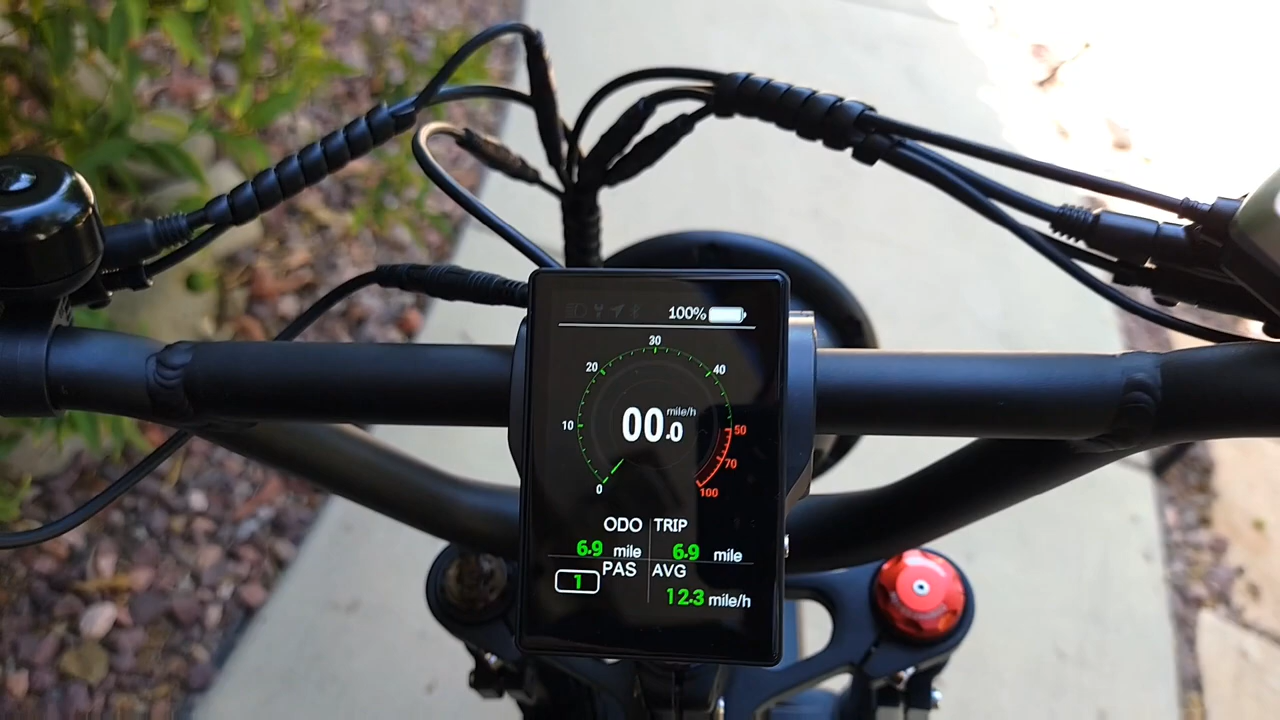 100%
30
20 40
mile/h
10 00.0 50
70
0 100
ODO TRIP
6.9 mile 6.9 mile
PAS AVG
1 12.3 mile/h